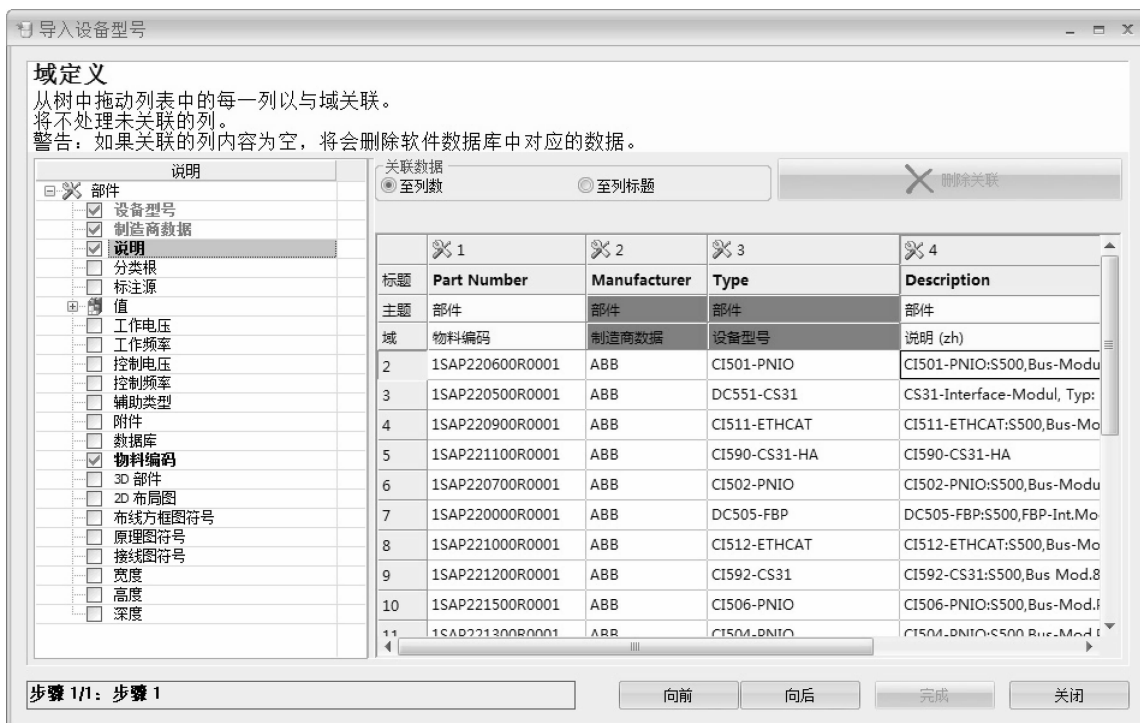 导入设备型号
域定义
从树中拖动列表中的每一列以与域关联。
将不处理未关联的列。
警告：如果关联的列内容为空，将会删除软件数据库中对应的数据。
说明
部件
设备型号
制造商数据
说明
分类根
标注源
值
工作电压
工作频率
控制电压
控制频率
辅助类型
附件
数据库
物料编码
3D 部件
2D 布局图
布线方框图符号
原理图符号
接线图符号
宽度
高度
深度
关联数据
至列数 至列标题
删除关联
1 2 3 4
标题 Part Number Manufacturer Type Description
主题 部件 部件 部件 部件
域 物料编码 制造商数据 设备型号 说明 (zh)
2 1SAP220600R0001 ABB CI501-PNIO CI501-PNIO:S500,Bus-Modu
3 1SAP220500R0001 ABB DC551-CS31 CS31-Interface-Modul, Typ:
4 1SAP220900R0001 ABB CI511-ETHCAT CI511-ETHCAT:S500,Bus-Mo
5 1SAP221100R0001 ABB CI590-CS31-HA CI590-CS31-HA
6 1SAP220700R0001 ABB CI502-PNIO CI502-PNIO:S500,Bus-Modu
7 1SAP220000R0001 ABB DC505-FBP DC505-FBP:S500,FBP-Int.Mo
8 1SAP221000R0001 ABB CI512-ETHCAT CI512-ETHCAT:S500,Bus-Mo
9 1SAP221200R0001 ABB CI592-CS31 CI592-CS31:S500,Bus Mod.8
10 1SAP221500R0001 ABB CI506-PNIO CI506-PNIO:S500,Bus-Mod.
11 1SAP221300R0001 ABB CI504-PNIO CI504-PNIO:S500,Bus-Mod.
步骤 1/1：步骤 1
向前 向后 完成 关闭